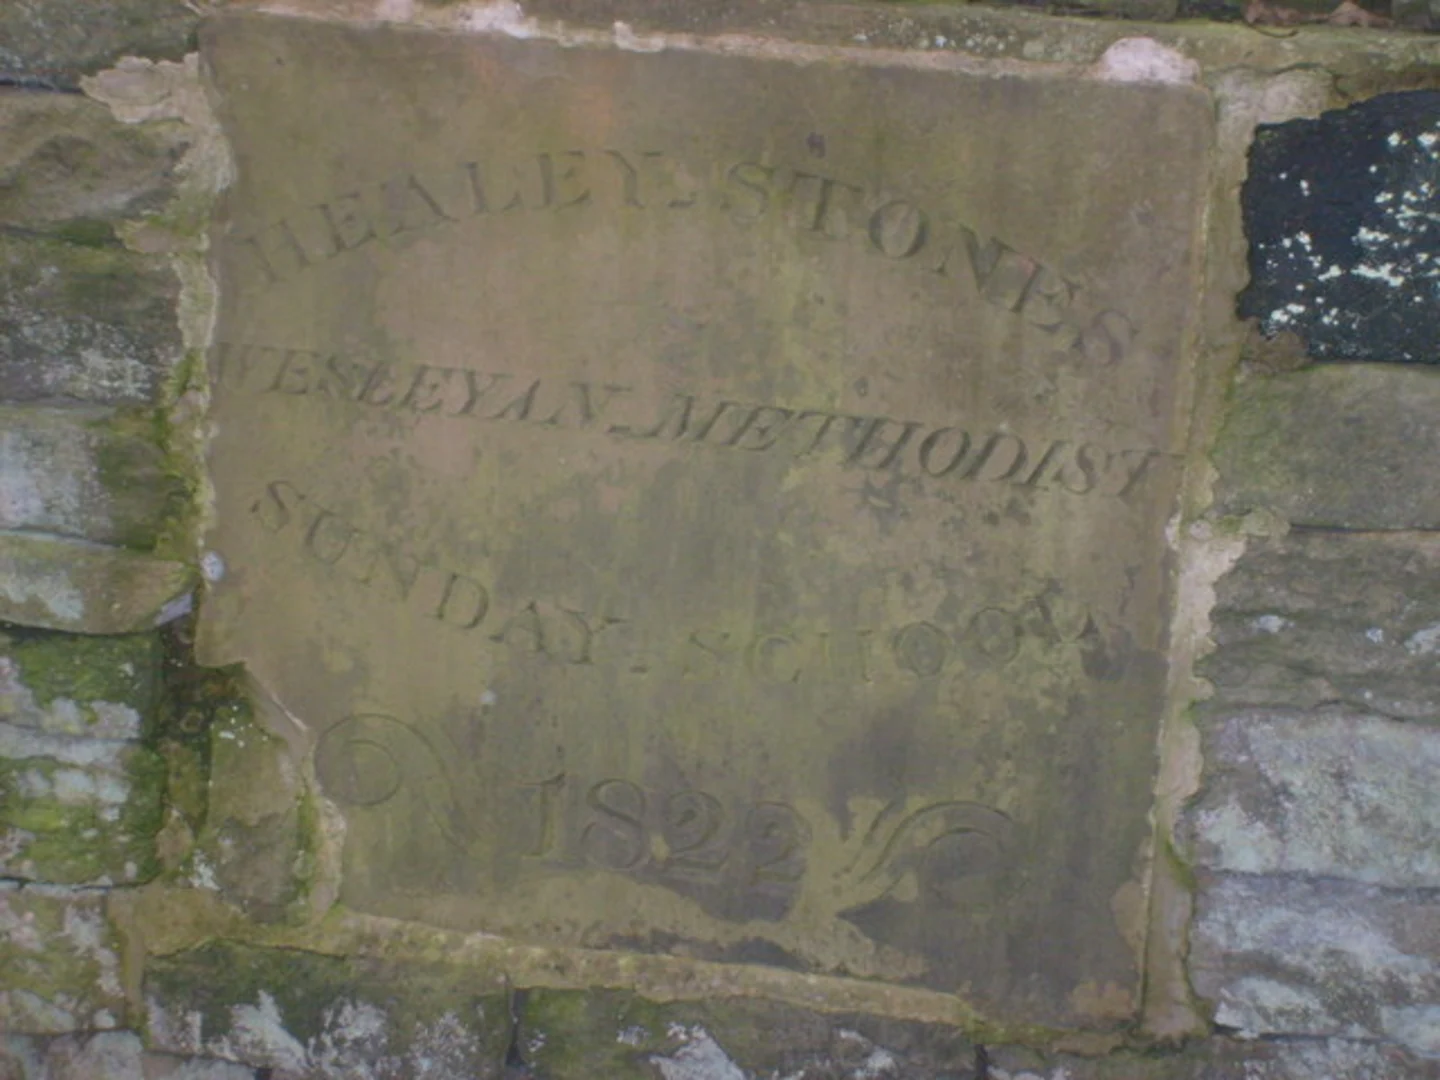 HEALEY-STONES
WESLEYAN-METHODIST
SUNDAY-SCHOOL
1822